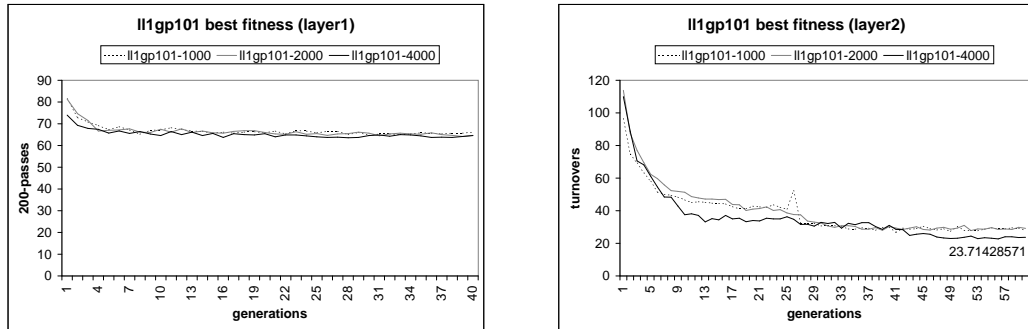 ll1gp101 best fitness (layer1)
ll1gp101-1000 ll1gp101-2000 ll1gp101-4000
90
80
70
60
50
40
30
20
10
0
200-passes
1 4 7 10 13 16 19 22 25 28 31 34 37 40
generations
ll1gp101 best fitness (layer2)
ll1gp101-1000 ll1gp101-2000 ll1gp101-4000
120
100
80
60
40
20
0
turnovers
23.71428571
1 5 9 13 17 21 25 29 33 37 41 45 49 53 57
generations